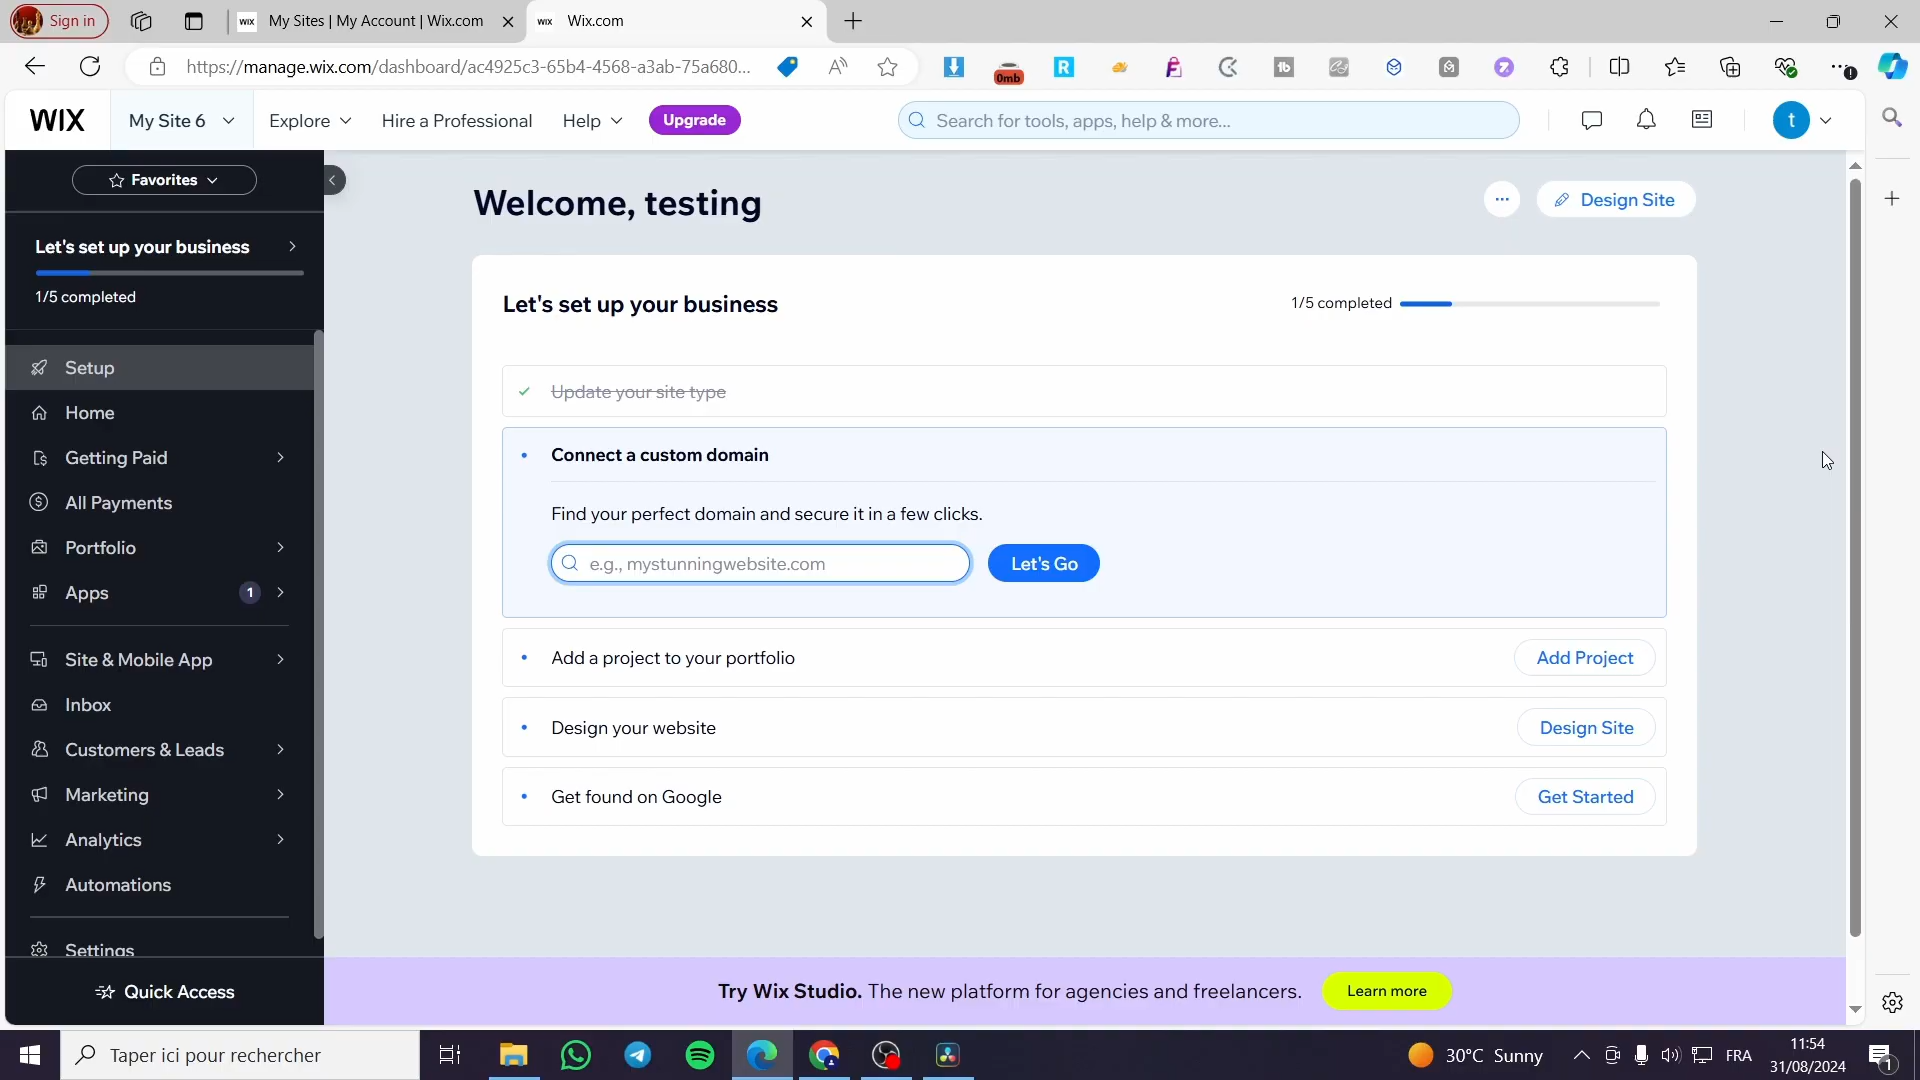 Sign in
My Sites | My Account | Wix.com
Wix.com
https://manage.wix.com/dashboard/ac4925c3-65b4-4568-a3ab-75a680...
0mb
WIX
My Site 6
Explore
Hire a Professional
Help
Upgrade
Search for tools, apps, help & more...
t
Favorites
Let's set up your business
1/5 completed
Setup
Home
Getting Paid
All Payments
Portfolio
Apps
1
Site & Mobile App
Inbox
Customers & Leads
Marketing
Analytics
Automations
Settings
Quick Access
Welcome, testing
Design Site
Let's set up your business
1/5 completed
Update your site type
Connect a custom domain
Find your perfect domain and secure it in a few clicks.
e.g., mystunningwebsite.com
Let's Go
Add a project to your portfolio
Add Project
Design your website
Design Site
Get found on Google
Get Started
Try Wix Studio. The new platform for agencies and freelancers.
Learn more
Taper ici pour rechercher
30°C Sunny
FRA
11:54
31/08/2024
1